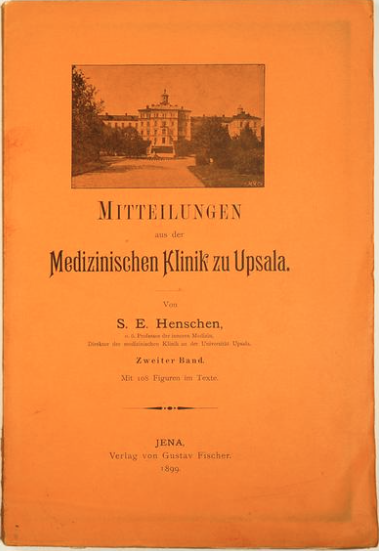 MITTEILUNGEN
aus der
Medizinischen Klinik zu Upsala.
Von
S. E. Henschen,
o. ö. Professor der inneren Medizin,
Direktor der medizinischen Klinik an der Universität Upsala.
Zweiter Band.
Mit Figuren im Texte.
JENA,
Verlag von Gustav Fischer.
1899.